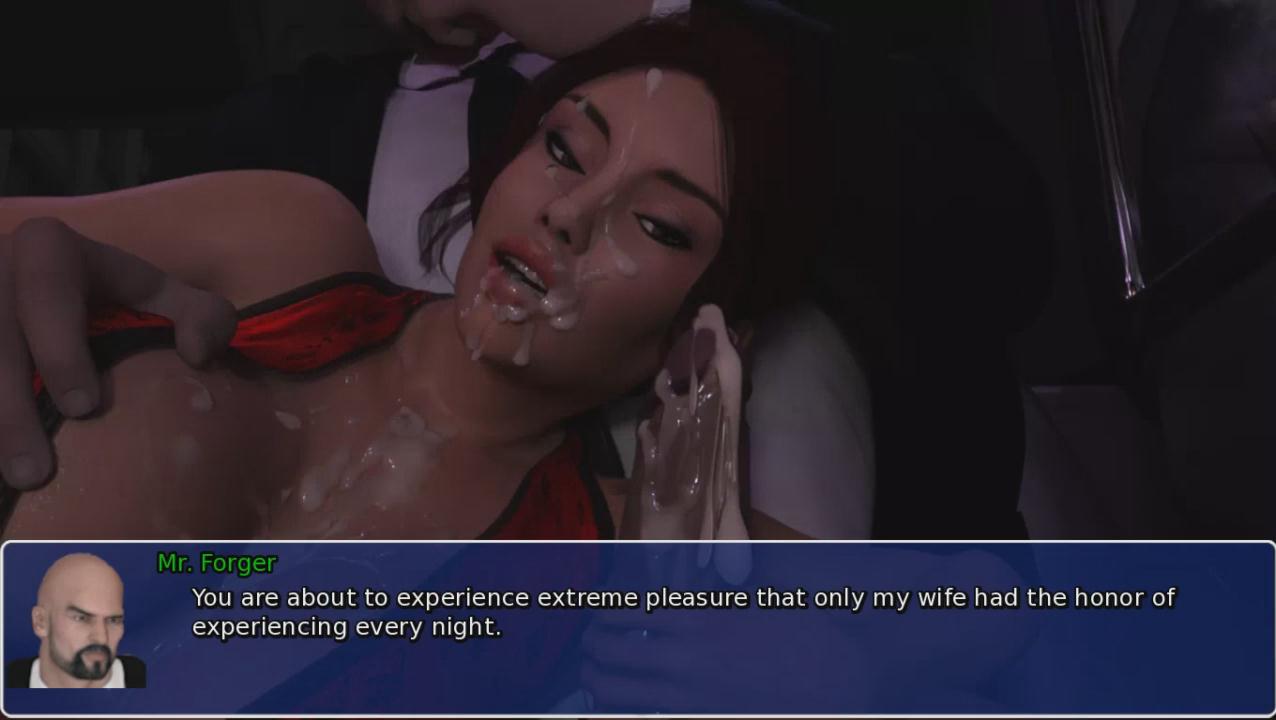 Mr. Forger
You are about to experience extreme pleasure that only my wife had the honor of
experiencing every night.